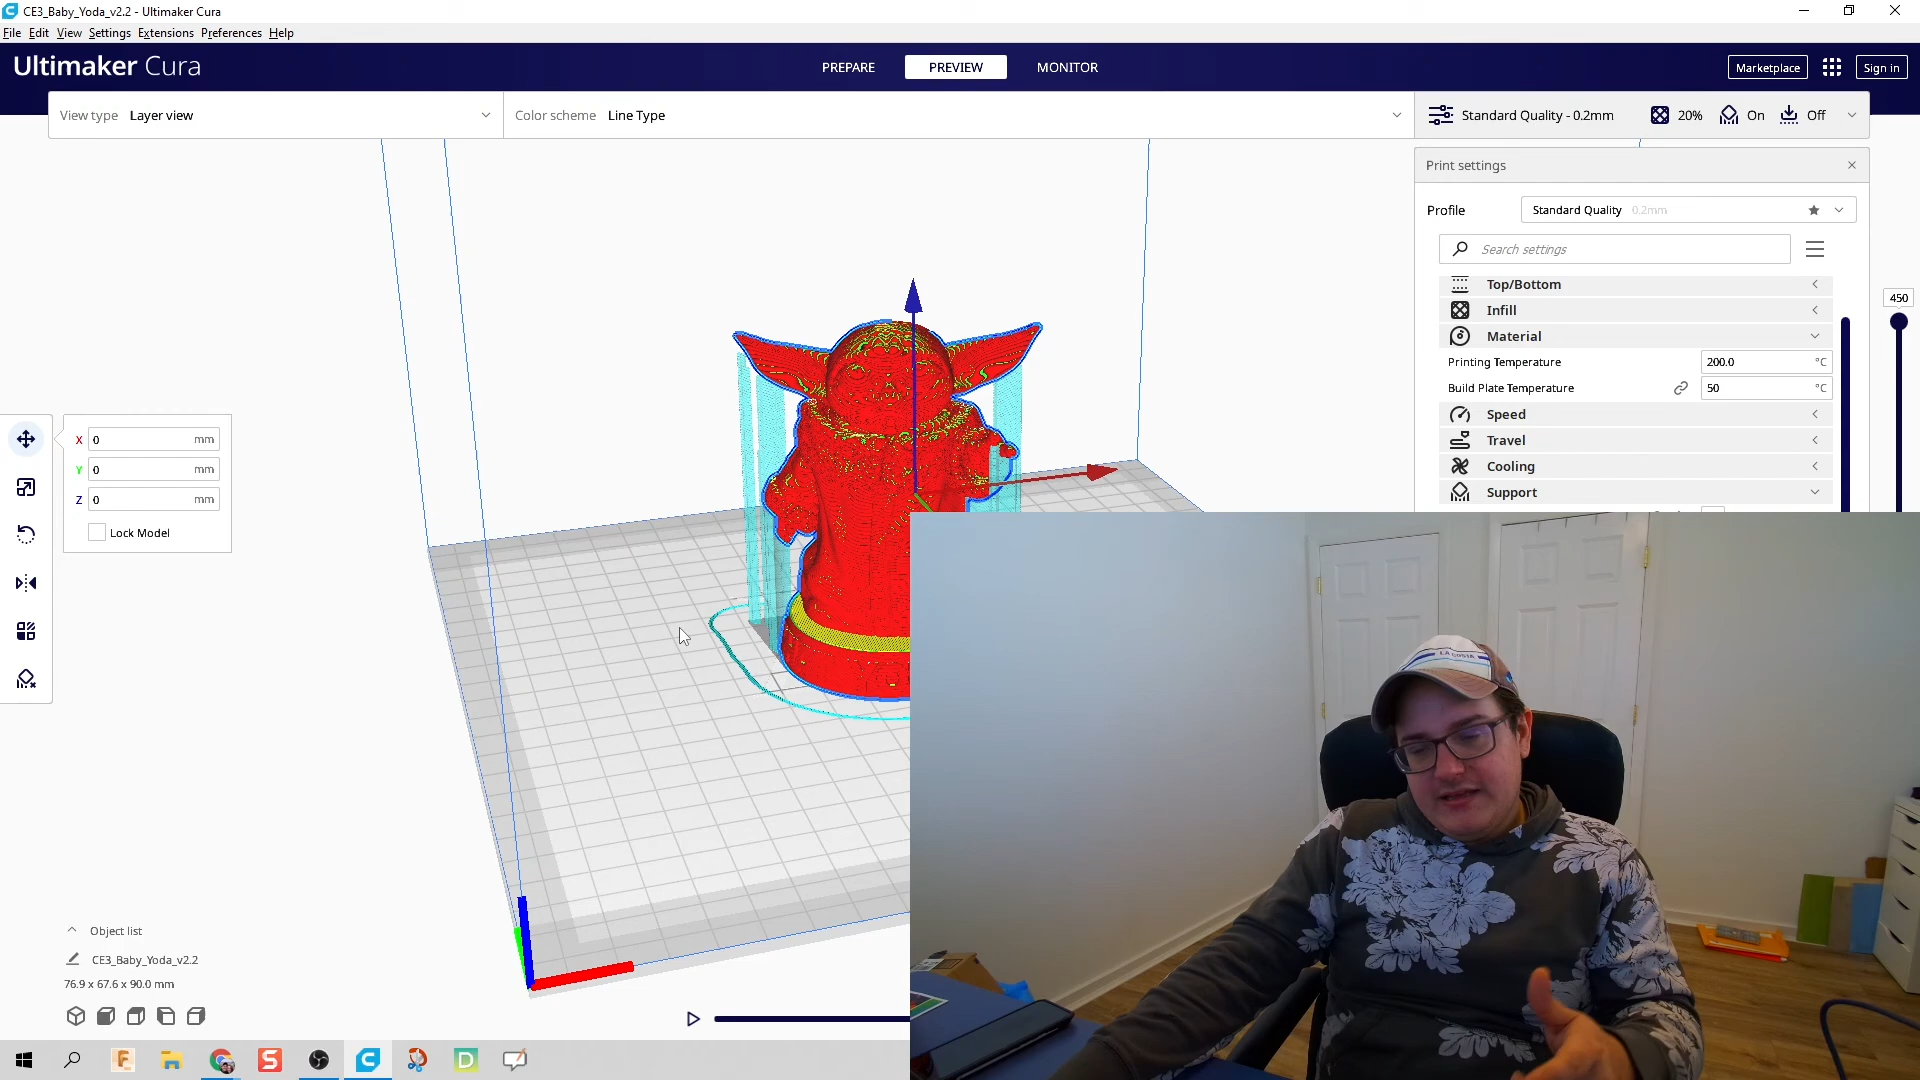 CE3_Baby_Yoda_v2.2 - Ultimaker Cura
File Edit View Settings Extensions Preferences Help
Ultimaker Cura
PREPARE PREVIEW MONITOR
Marketplace Sign in
View type Layer view Color scheme Line Type Standard Quality - 0.2mm 20% On Off
Print settings
Profile Standard Quality 0.2mm
Search settings
Top/Bottom
Infill
Material
Printing Temperature 200.0 °C
Build Plate Temperature 50 °C
Speed
Travel
Cooling
Support
450
X 0 mm
Y 0 mm
Z 0 mm
Lock Model
LA COSTA
Object list
CE3_Baby_Yoda_v2.2
76.9 x 67.6 x 90.0 mm